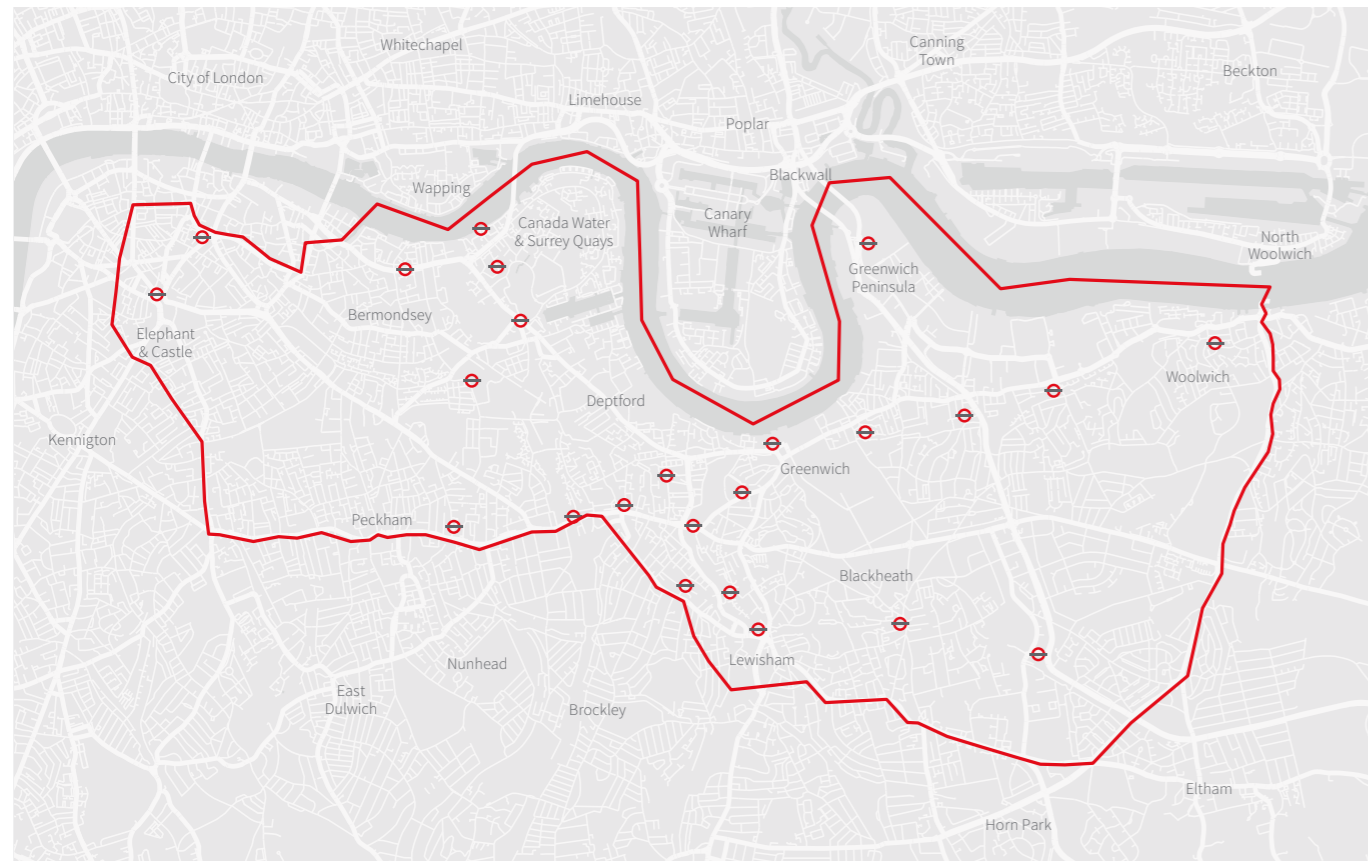 Whitechapel
City of London
Canning
Town
Beckton
Limehouse
Poplar
Blackwall
Wapping
Canada Water
& Surrey Quays
Canary
Wharf
North
Woolwich
Greenwich
Peninsula
Bermondsey
Elephant
& Castle
Woolwich
Deptford
Kennington
Greenwich
Peckham
Blackheath
Nunhead
Lewisham
East
Dulwich
Brockley
Eltham
Horn Park